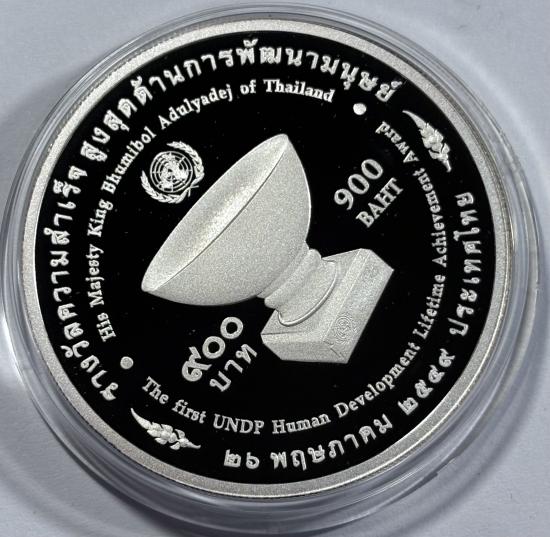 รางวัลความสำเร็จ สูงสุดด้านการพัฒนามนุษย์
His Majesty King Bhumibol Adulyadej of Thailand
900
BAHT
๙๐๐
บาท
The first UNDP Human Development Lifetime Achievement Award
๒๖ พฤษภาคม ๒๕๔๙ ประเทศไทย